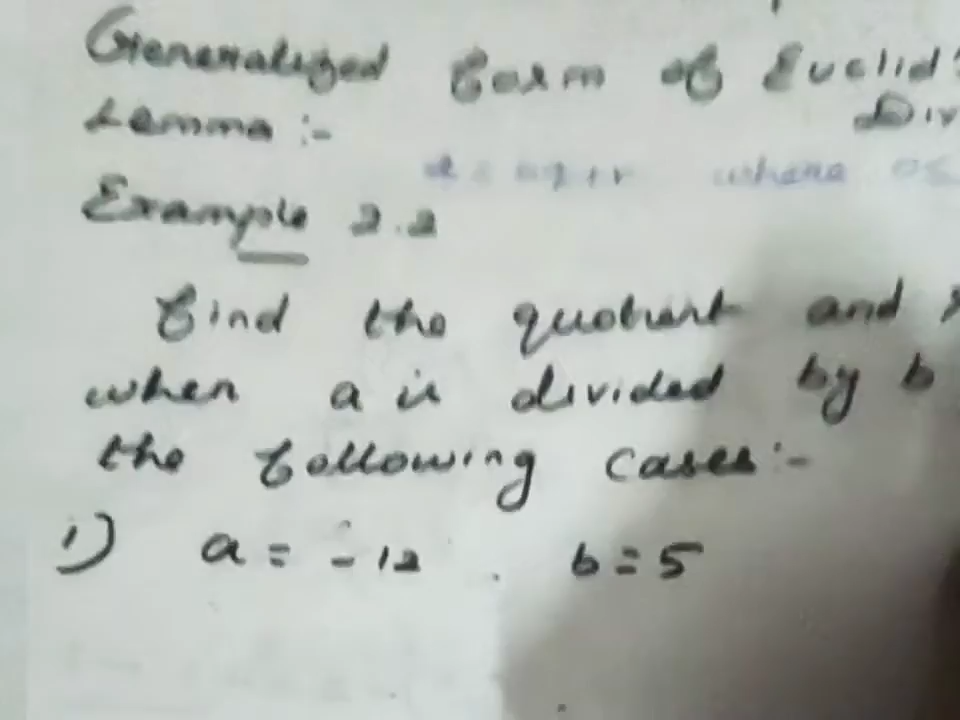 Generalized form of Euclid's
Lemma :-
Div
where
Example 2.2
Find the quotient and
when a is divided by b
the following cases :-
i) a = -12 . b = 5